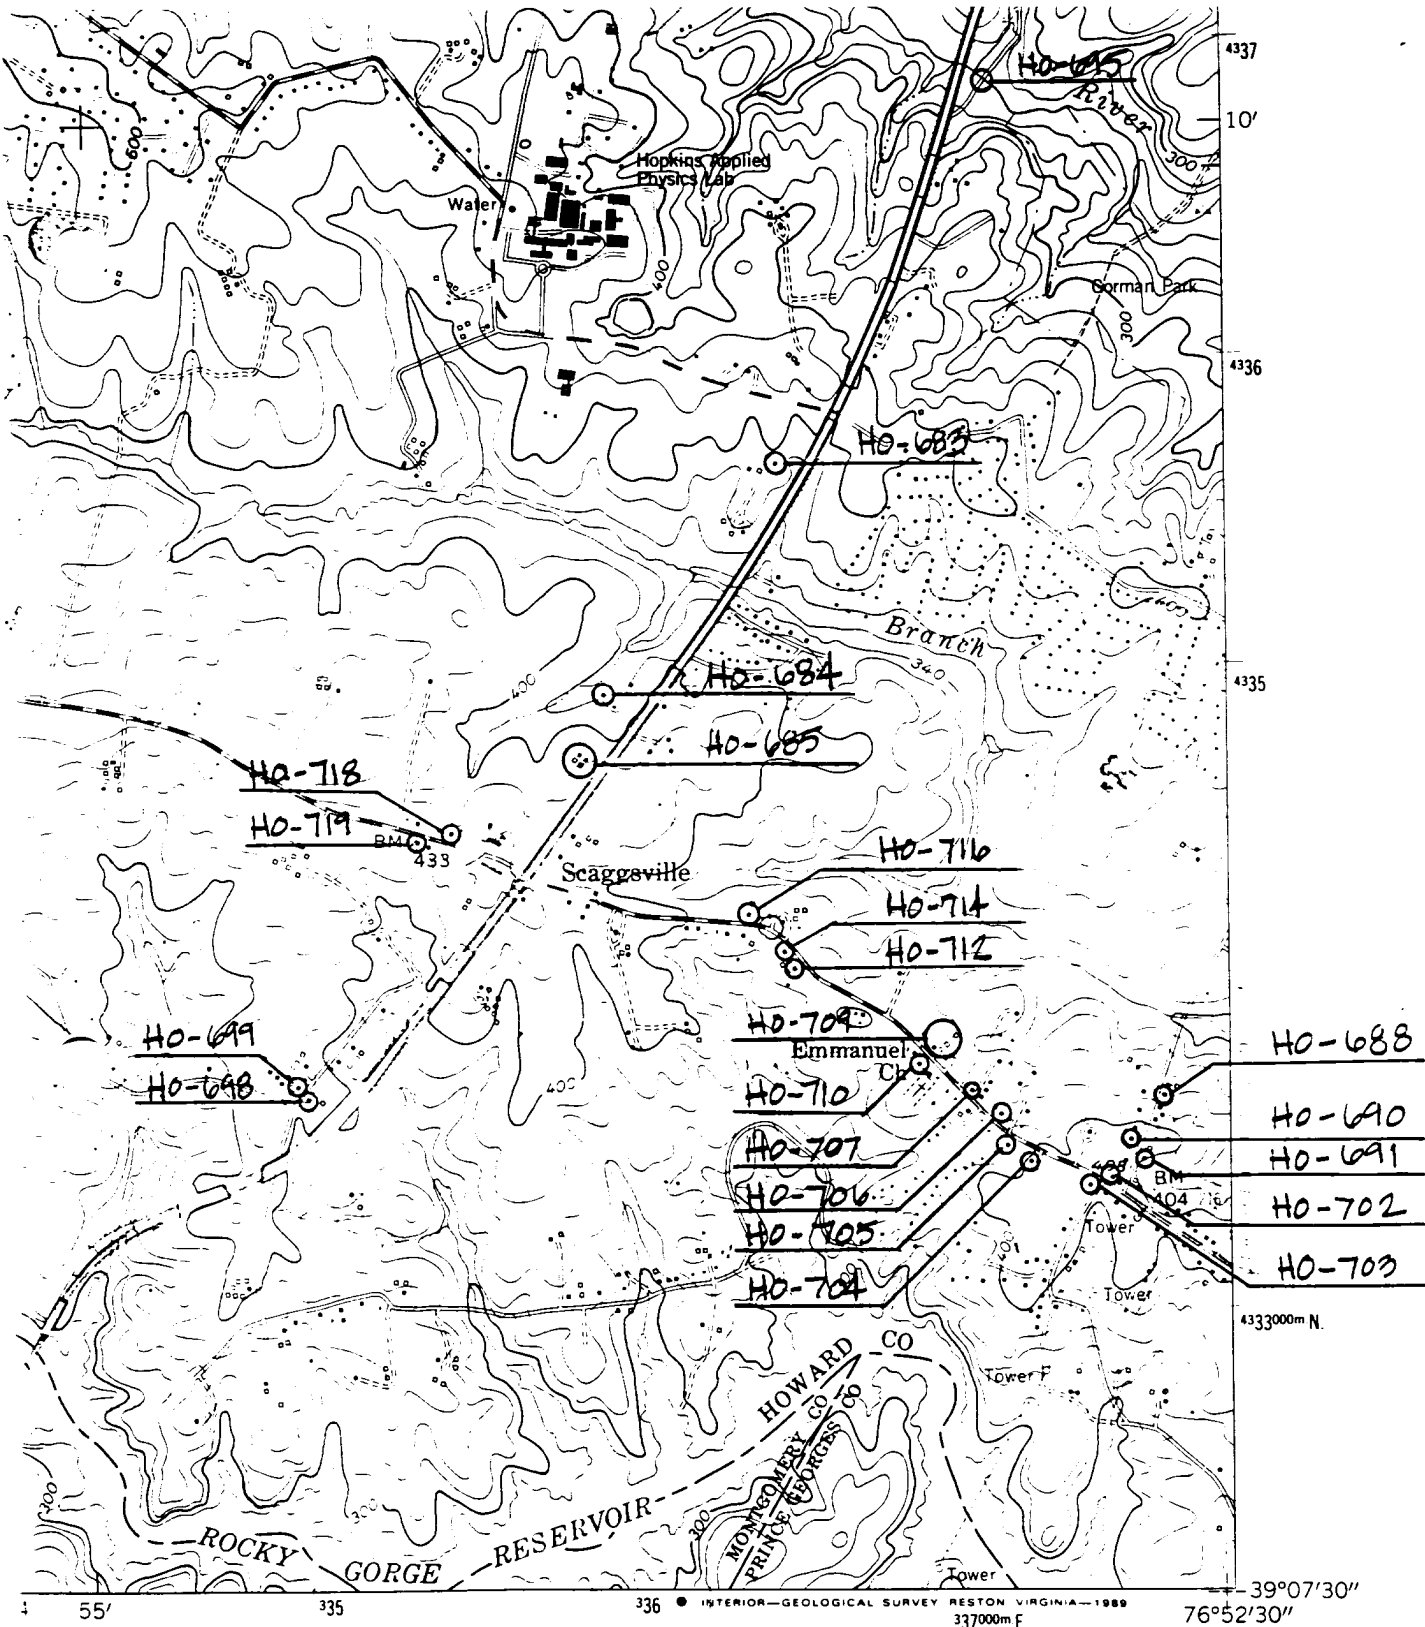 4337
HO-695
River
10'
600
300
Hopkins Applied
Physics Lab
Water
400
Gorman Park
300
4336
HO-683
Branch
400
340
400
HO-684
4335
HO-685
HO-718
HO-719
BM
433
Scaggsville
HO-716
HO-714
HO-712
HO-709
Emmanuel
Ch
HO-699
HO-698
400
HO-688
HO-710
HO-690
HO-707
HO-691
BM
404
HO-706
HO-702
Tower
HO-705
400
HO-703
HO-704
Tower
4333000m N.
HOWARD CO
Tower
MONTGOMERY CO
PRINCE GEORGES CO
300
300
300
ROCKY GORGE RESERVOIR
Tower
39°07'30"
55'
335
336
INTERIOR—GEOLOGICAL SURVEY RESTON VIRGINIA—1989
337000m E
76°52'30"